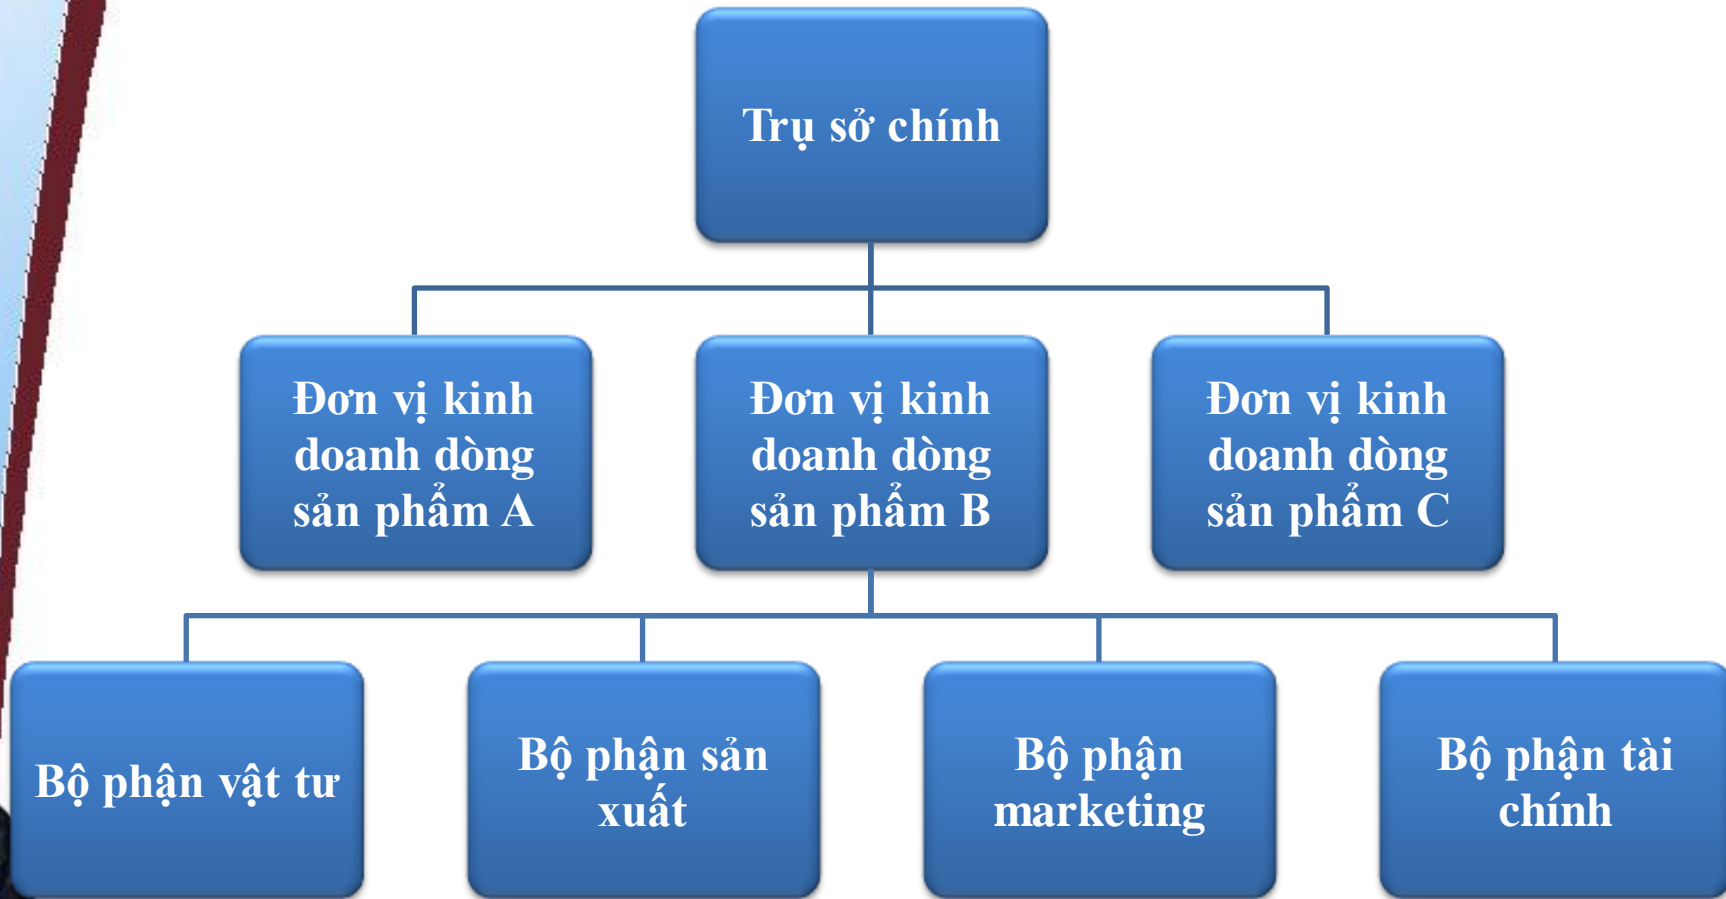 Trụ sở chính
Đơn vị kinh
doanh dòng
sản phẩm A
Đơn vị kinh
doanh dòng
sản phẩm B
Đơn vị kinh
doanh dòng
sản phẩm C
Bộ phận vật tư
Bộ phận sản
xuất
Bộ phận
marketing
Bộ phận tài
chính